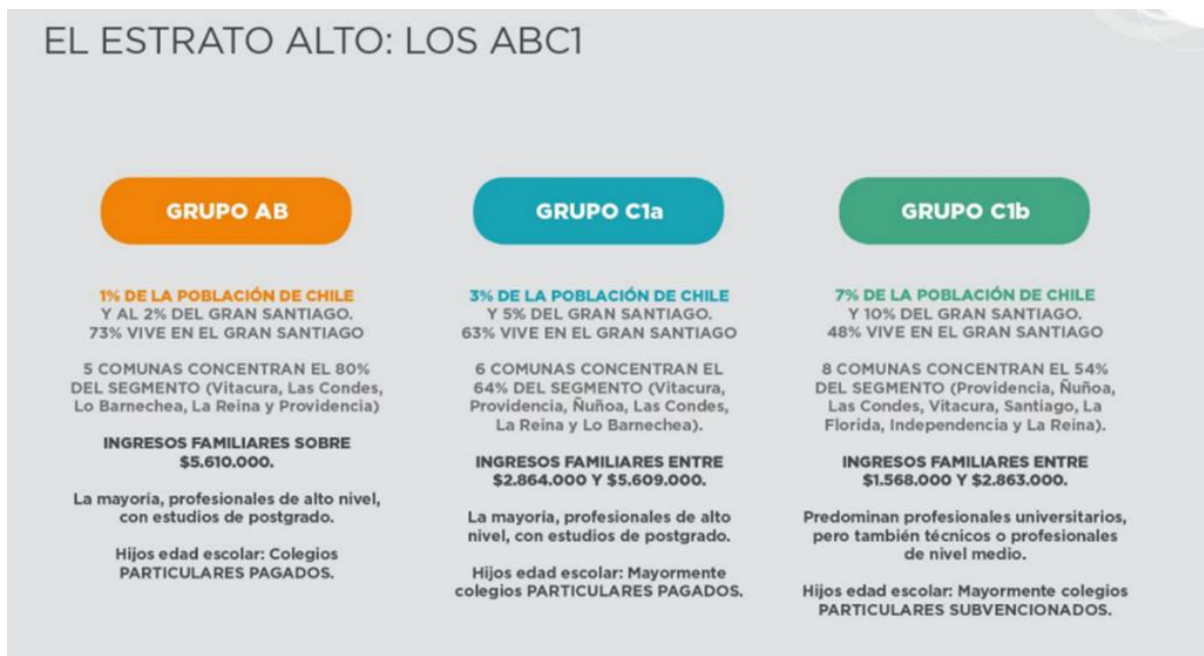 EL ESTRATO ALTO: LOS ABC1
GRUPO AB
1% DE LA POBLACIÓN DE CHILE
Y AL 2% DEL GRAN SANTIAGO.
73% VIVE EN EL GRAN SANTIAGO
5 COMUNAS CONCENTRAN EL 80%
DEL SEGMENTO (Vitacura, Las Condes,
Lo Barnechea, La Reina y Providencia)
INGRESOS FAMILIARES SOBRE
$5.610.000.
La mayoría, profesionales de alto nivel,
con estudios de postgrado.
Hijos edad escolar: Colegios
PARTICULARES PAGADOS.
GRUPO C1a
3% DE LA POBLACIÓN DE CHILE
Y 5% DEL GRAN SANTIAGO.
63% VIVE EN EL GRAN SANTIAGO
6 COMUNAS CONCENTRAN EL
64% DEL SEGMENTO (Vitacura,
Providencia, Ñuñoa, Las Condes,
La Reina y Lo Barnechea).
INGRESOS FAMILIARES ENTRE
$2.864.000 Y $5.609.000.
La mayoría, profesionales de alto
nivel, con estudios de postgrado.
Hijos edad escolar: Mayormente
colegios PARTICULARES PAGADOS.
GRUPO C1b
7% DE LA POBLACIÓN DE CHILE
Y 10% DEL GRAN SANTIAGO.
48% VIVE EN EL GRAN SANTIAGO
8 COMUNAS CONCENTRAN EL 54%
DEL SEGMENTO (Providencia, Ñuñoa,
Las Condes, Vitacura, Santiago, La
Florida, Independencia y La Reina).
INGRESOS FAMILIARES ENTRE
$1.568.000 Y $2.863.000.
Predominan profesionales universitarios,
pero también técnicos o profesionales
de nivel medio.
Hijos edad escolar: Mayormente colegios
PARTICULARES SUBVENCIONADOS.